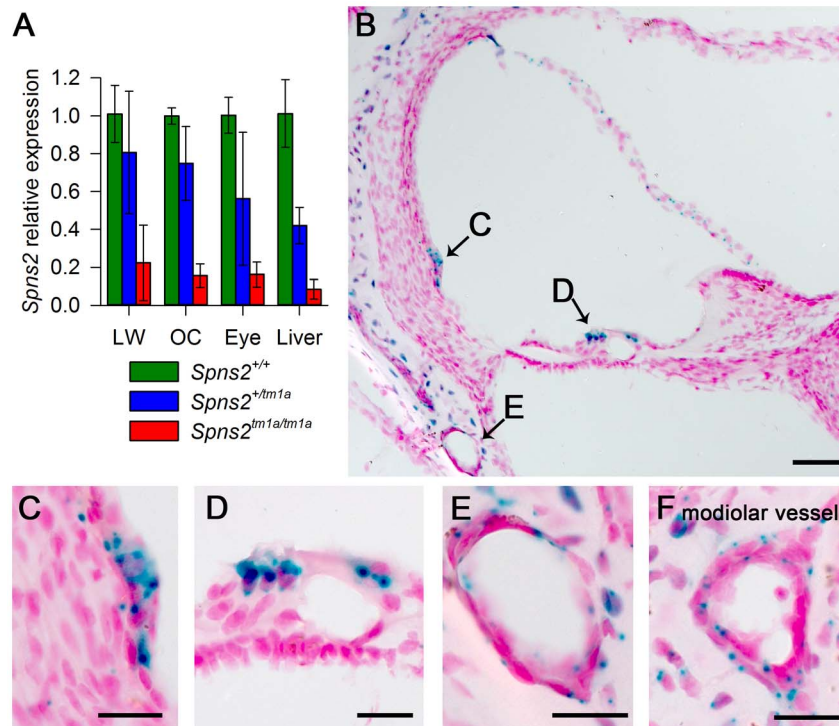 A
Spns2 relative expression
1.2
1.0
0.8
0.6
0.4
0.2
0.0
LW OC Eye Liver
Spns2+/+
Spns2+/tm1a
Spns2tm1a/tm1a
B
C
D
E
C
D
E
F modiolar vessel